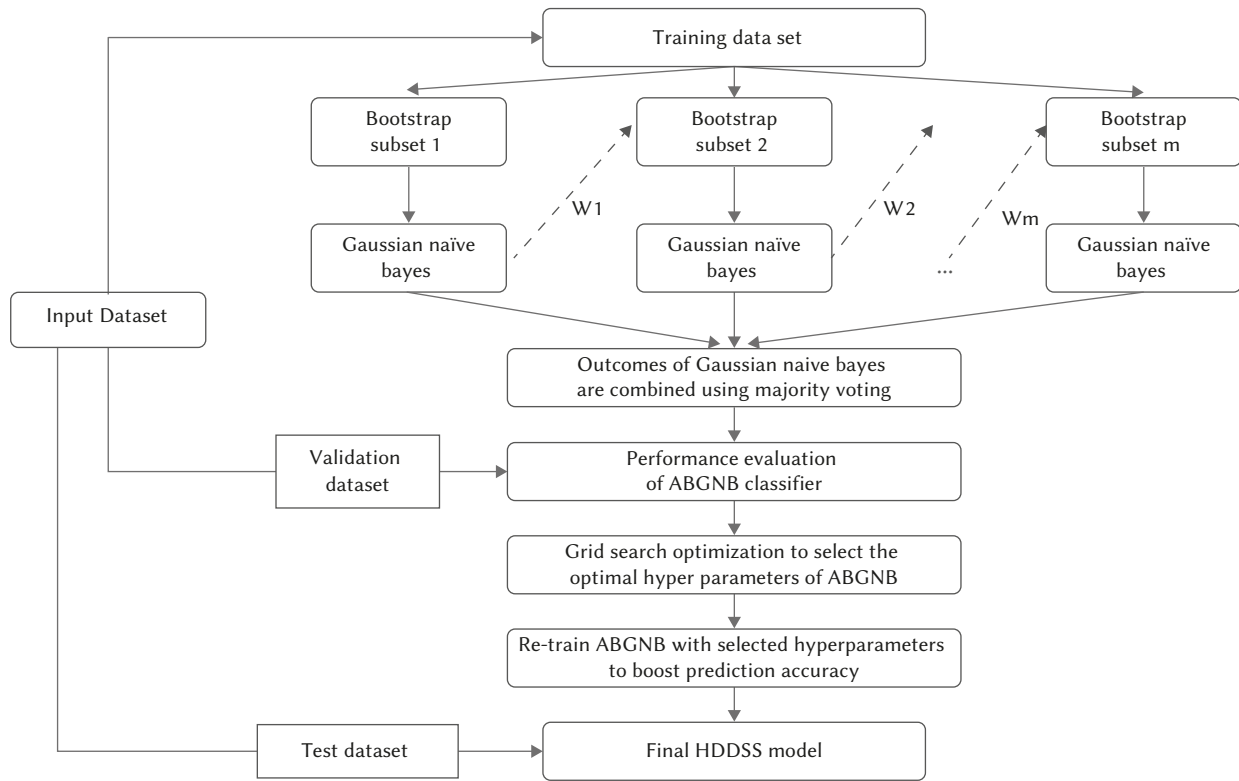 Training data set
Bootstrap
subset 1
Bootstrap
subset 2
Bootstrap
subset m
W1
W2
Wm
Gaussian naïve
bayes
Gaussian naïve
bayes
...
Gaussian naïve
bayes
Input Dataset
Outcomes of Gaussian naive bayes
are combined using majority voting
Validation
dataset
Performance evaluation
of ABGNB classifier
Grid search optimization to select the
optimal hyper parameters of ABGNB
Re-train ABGNB with selected hyperparameters
to boost prediction accuracy
Test dataset
Final HDDSS model